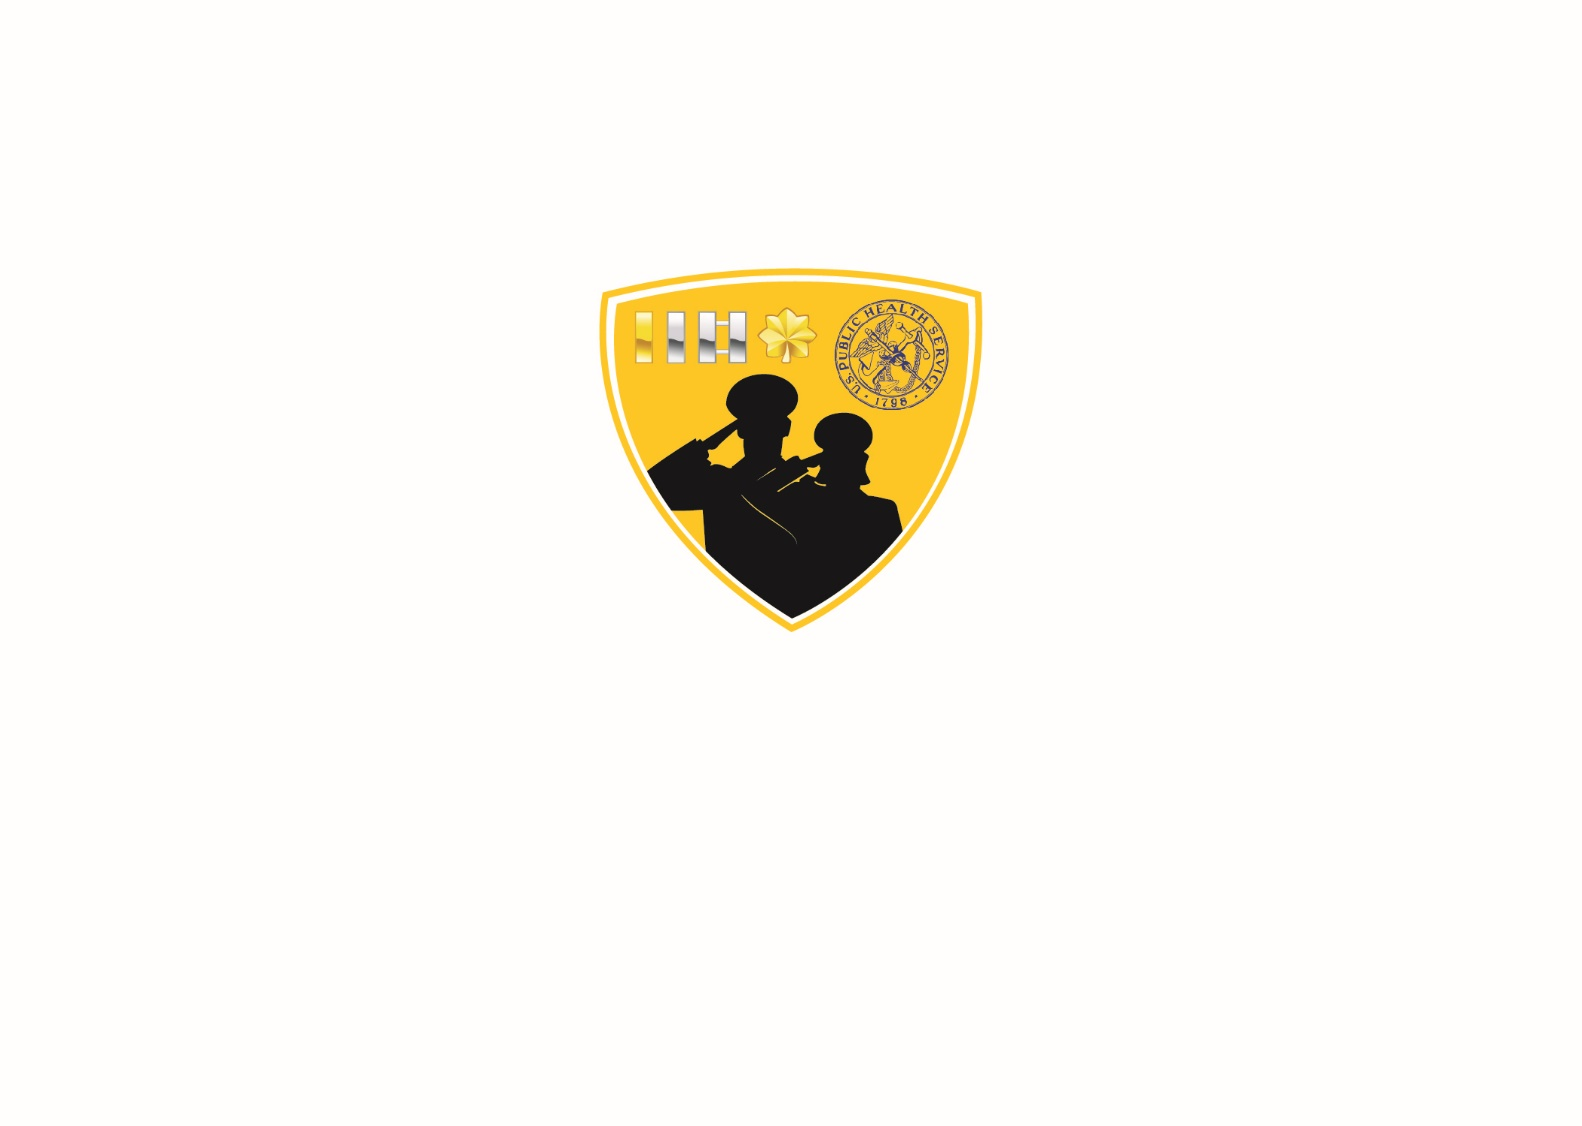 U.S. PUBLIC HEALTH SERVICE
· 1798 ·